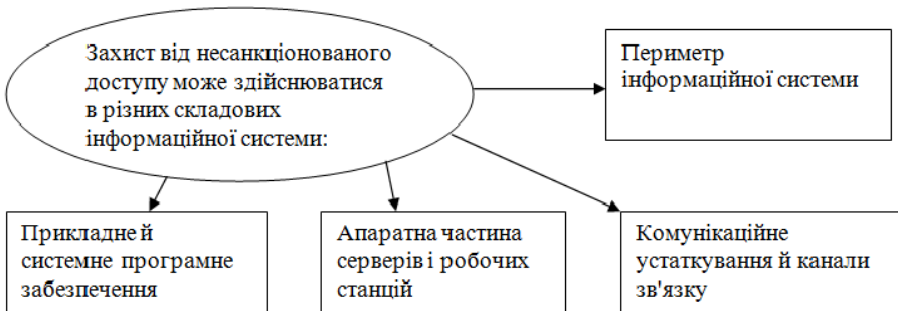 Захист від несанкціонованого
доступу може здійснюватися
в різних складових
інформаційної системи:
Периметр
інформаційної системи
Прикладне й
системне програмне
забезпечення
Апаратна частина
серверів і робочих
станцій
Комунікаційне
устаткування й канали
зв'язку